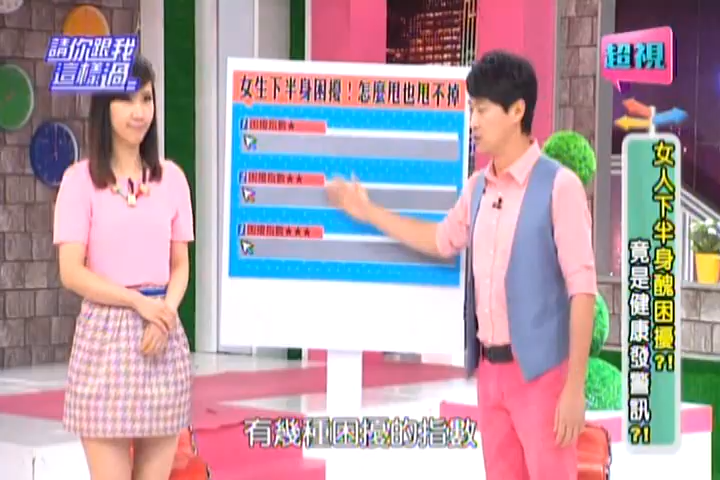 請你跟我
這樣過
超視
女生下半身困擾！怎麼甩也甩不掉
困擾指數★
困擾指數★★
困擾指數★★★
女人下半身醜困擾?!
竟是健康發警訊?!
有幾種困擾的指數